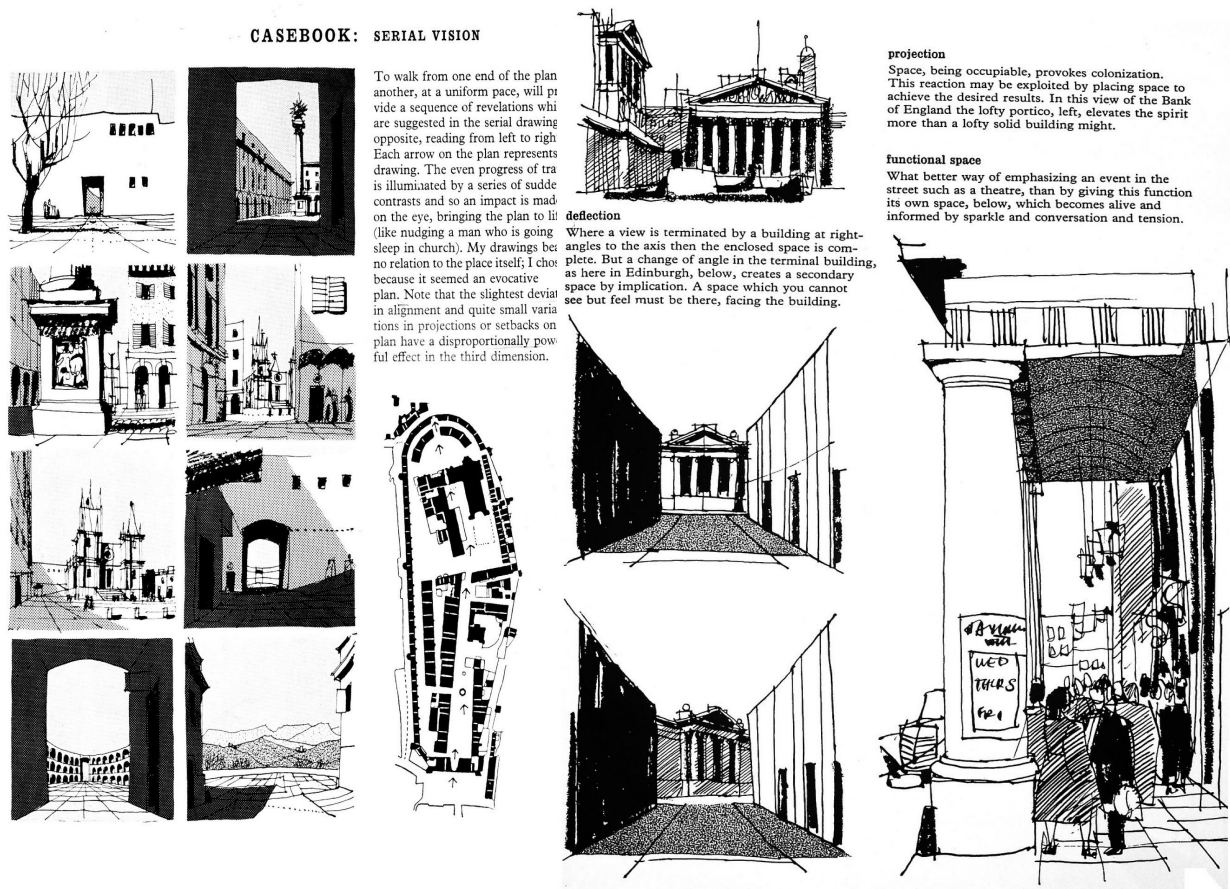 CASEBOOK: SERIAL VISION
To walk from one end of the plan
another, at a uniform pace, will pr
vide a sequence of revelations whi
are suggested in the serial drawing
opposite, reading from left to righ
Each arrow on the plan represents
drawing. The even progress of tra
is illuminated by a series of sudde
contrasts and so an impact is made
on the eye, bringing the plan to lif
(like nudging a man who is going
sleep in church). My drawings bea
no relation to the place itself; I chos
because it seemed an evocative
plan. Note that the slightest deviat
in alignment and quite small varia
tions in projections or setbacks on
plan have a disproportionally pow
ful effect in the third dimension.
deflection
Where a view is terminated by a building at right-
angles to the axis then the enclosed space is com-
plete. But a change of angle in the terminal building,
as here in Edinburgh, below, creates a secondary
space by implication. A space which you cannot
see but feel must be there, facing the building.
projection
Space, being occupiable, provokes colonization.
This reaction may be exploited by placing space to
achieve the desired results. In this view of the Bank
of England the lofty portico, left, elevates the spirit
more than a lofty solid building might.
functional space
What better way of emphasizing an event in the
street such as a theatre, than by giving this function
its own space, below, which becomes alive and
informed by sparkle and conversation and tension.
WED
THURS
FRI